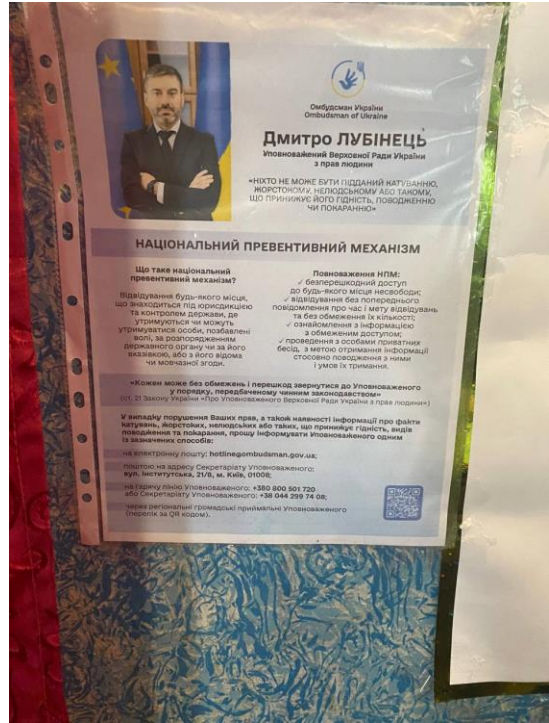 Омбудсман України
Ombudsman of Ukraine
Дмитро ЛУБІНЕЦЬ
Уповноважений Верховної Ради України
з прав людини
«НІХТО НЕ МОЖЕ БУТИ ПІДДАНИЙ КАТУВАННЮ,
ЖОРСТОКОМУ, НЕЛЮДСЬКОМУ АБО ТАКОМУ,
ЩО ПРИНИЖУЄ ЙОГО ГІДНІСТЬ, ПОВОДЖЕННЮ
ЧИ ПОКАРАННЮ»
НАЦІОНАЛЬНИЙ ПРЕВЕНТИВНИЙ МЕХАНІЗМ
Що таке національний
превентивний механізм?
Відвідування будь-якого місця,
що знаходиться під юрисдикцією
та контролем держави, де
утримуються чи можуть
утримуватися особи, позбавлені
волі, за розпорядженням
державного органу чи за його
вказівкою, або з його відома
чи мовчазної згоди.
Повноваження НПМ:
✓ безперешкодний доступ
до будь-якого місця несвободи;
✓ відвідування без попереднього
повідомлення про час і мету відвідувань
та без обмеження їх кількості;
✓ ознайомлення з інформацією
з обмеженим доступом;
✓ проведення з особами приватних
бесід, з метою отримання інформації
стосовно поводження з ними
і умов їх тримання.
«Кожен може без обмежень і перешкод звернутися до Уповноваженого
у порядку, передбаченому чинним законодавством»
(ст. 21 Закону України «Про Уповноваженого Верховної Ради України з прав людини»)
У випадку порушення Ваших прав, а також наявності інформації про факти
катувань, жорстоких, нелюдських або таких, що принижує гідність, видів
поводження та покарання, прошу інформувати Уповноваженого одним
із зазначених способів:
на електронну пошту: hotline@ombudsman.gov.ua;
поштою на адресу Секретаріату Уповноваженого:
вул. Інститутська, 21/8, м. Київ, 01008;
на гарячу лінію Уповноваженого: +380 800 501 720
або Секретаріату Уповноваженого: +38 044 299 74 08;
через регіональні громадські приймальні Уповноваженого
(перелік за QR кодом).